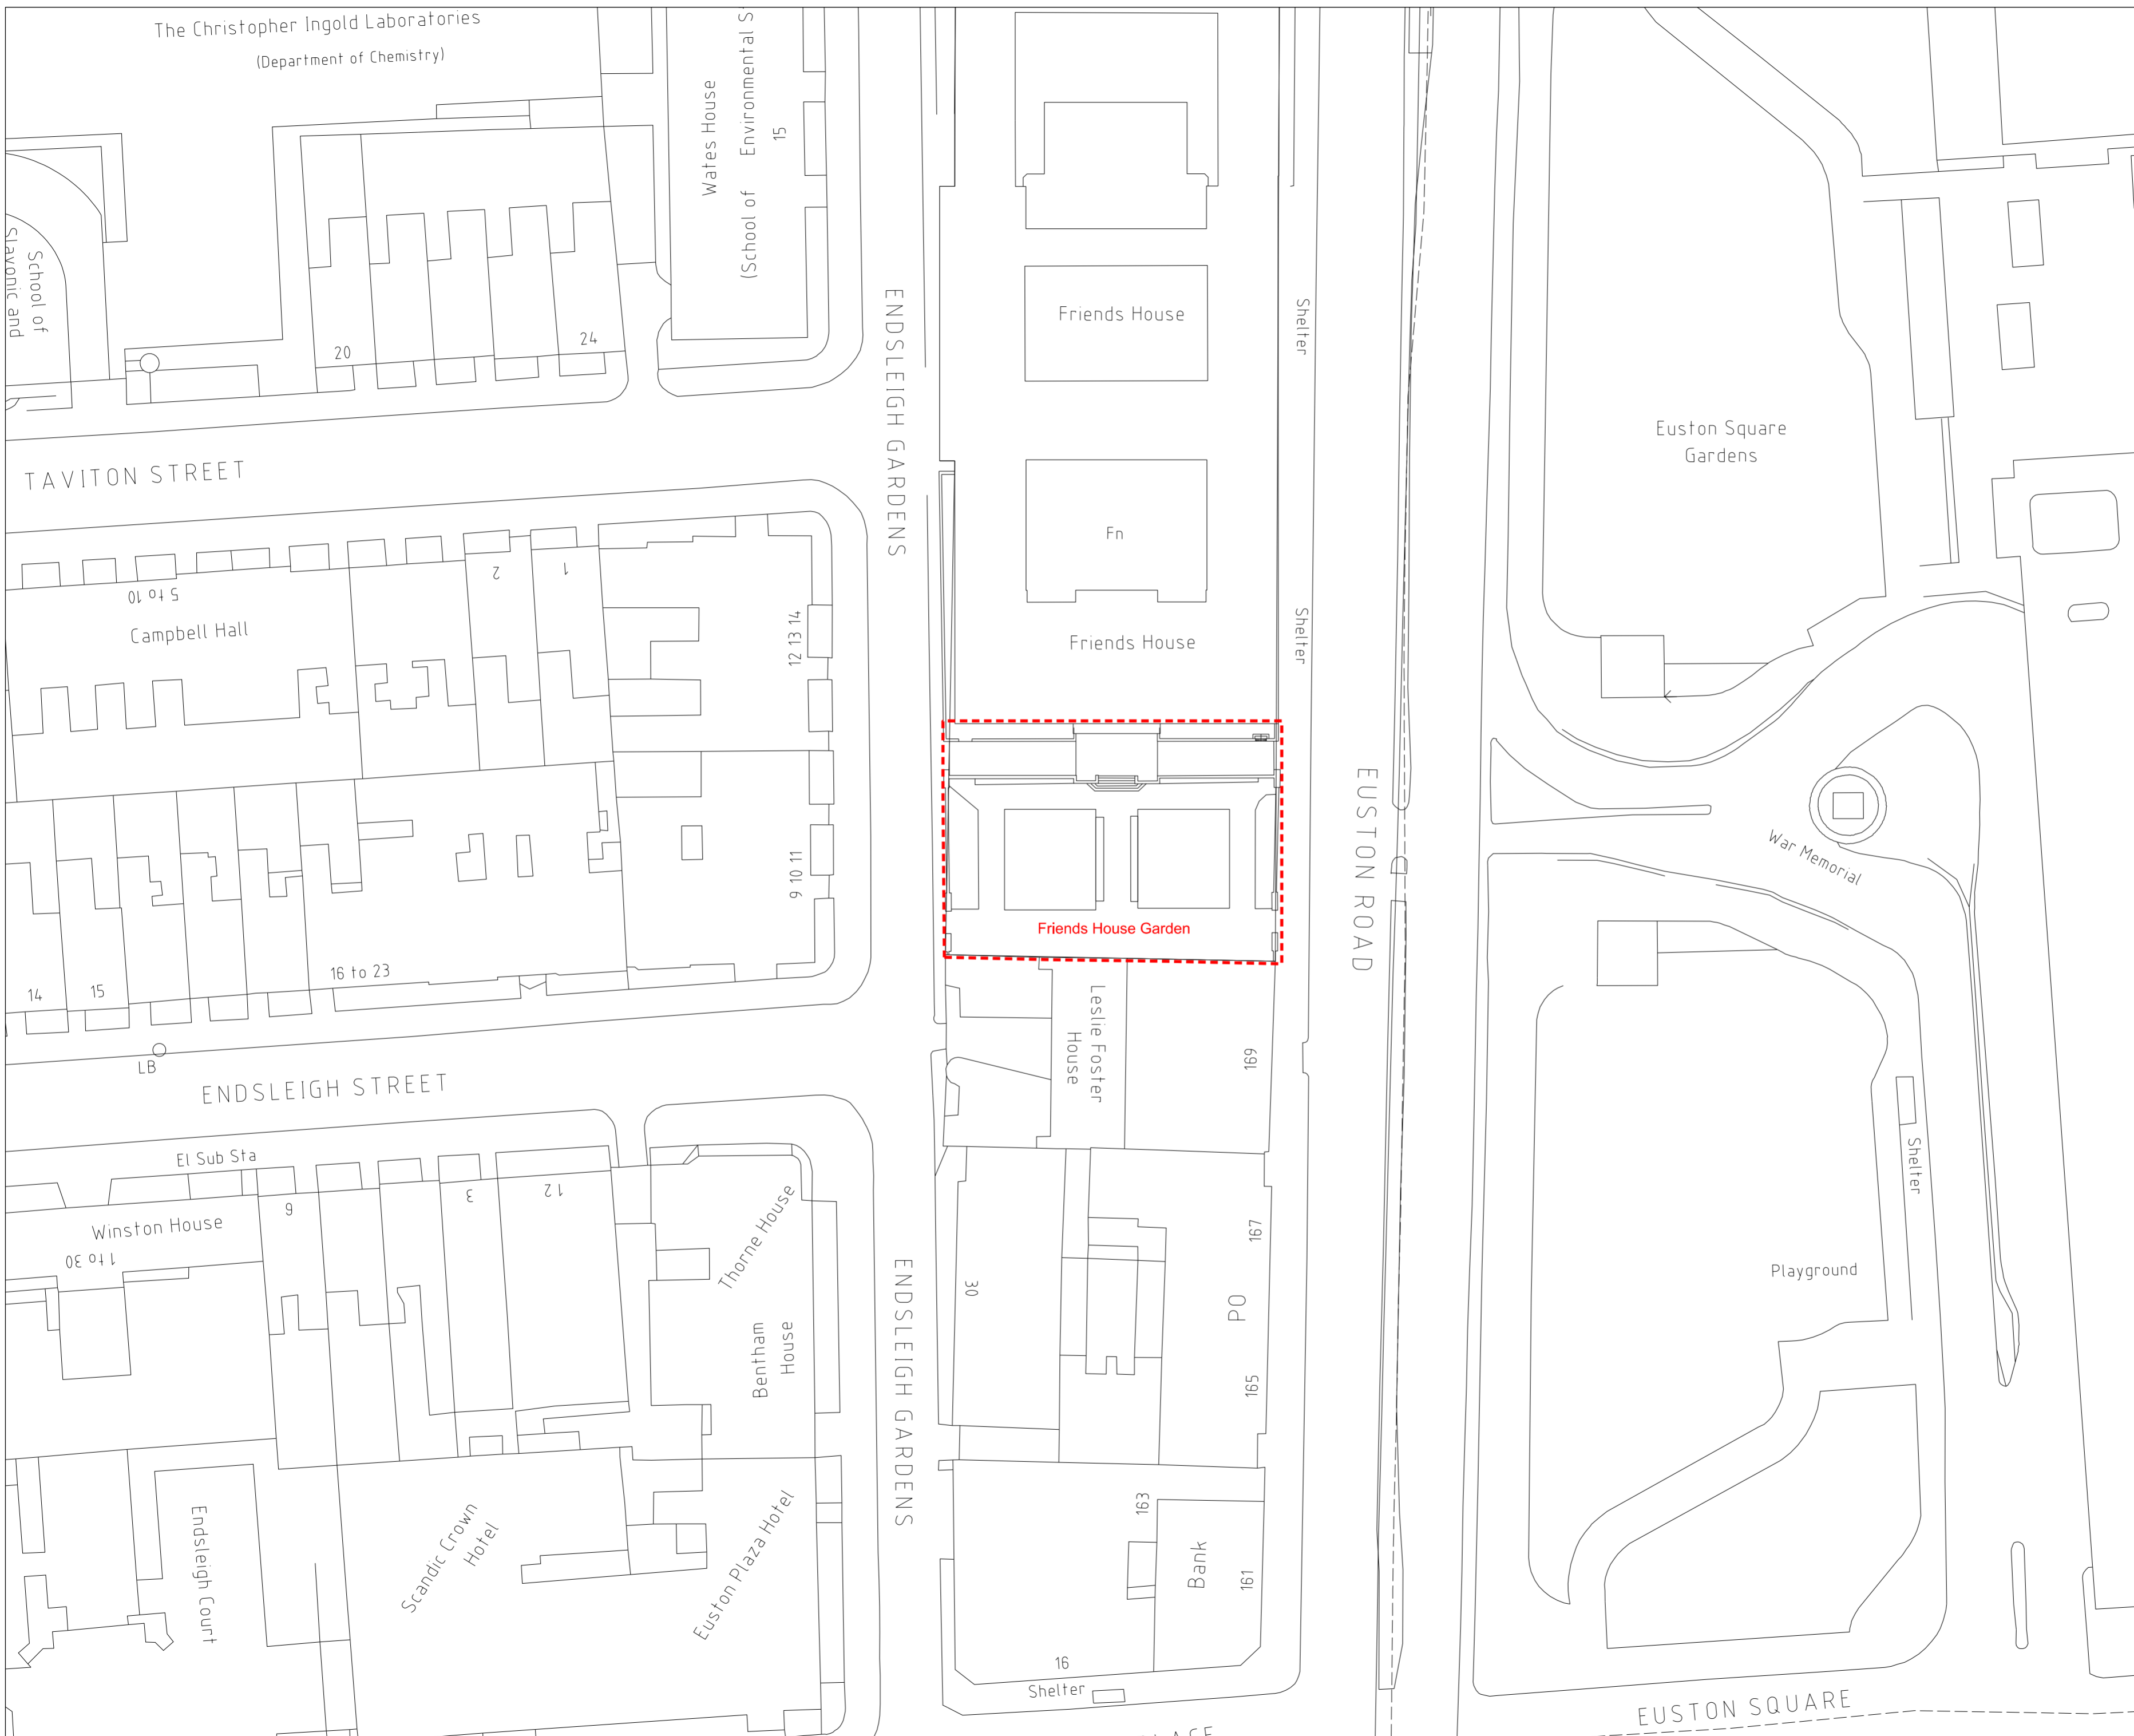 The Christopher Ingold Laboratories
(Department of Chemistry)
Wates House
(School of Environmental S
15
School of
Slavonic and
20
24
ENDSLEIGH GARDENS
Friends House
Shelter
TAVITON STREET
Euston Square
Gardens
Fn
2
1
5 to 10
Campbell Hall
12 13 14
Friends House
Shelter
EUSTON ROAD
War Memorial
9 10 11
Friends House Garden
16 to 23
14
15
LB
Leslie Foster
House
169
ENDSLEIGH STREET
El Sub Sta
Winston House
1 to 30
6
3
12
Thorne House
Bentham
House
ENDSLEIGH GARDENS
30
167
PO
165
Shelter
Playground
Endsleigh Court
Scandic Crown
Hotel
Euston Plaza Hotel
163
Bank
161
16
Shelter
EUSTON SQUARE